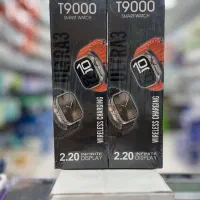 T9000
SMART WATCH
ULTRA3
WIRELESS CHARGING
2.20 INFINITE
DISPLAY
T9000
SMART WATCH
WIRELESS CHARGING
2.20 INFINITE
DISPLAY